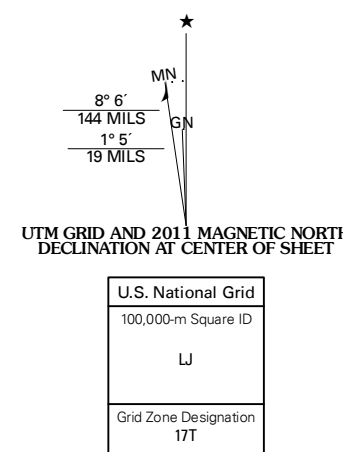 ★
MN
8° 6´
144 MILS
GN
1° 5´
19 MILS
UTM GRID AND 2011 MAGNETIC NORTH
DECLINATION AT CENTER OF SHEET
U.S. National Grid
100,000-m Square ID
LJ
Grid Zone Designation
17T